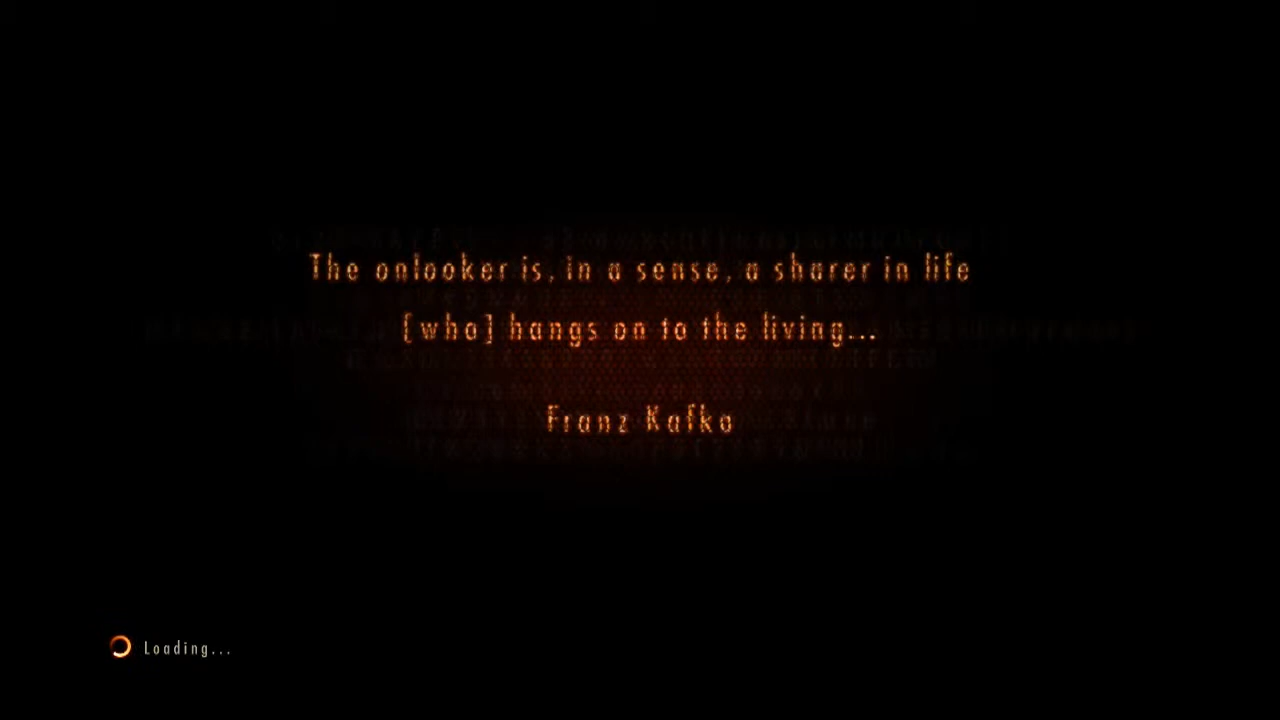 The onlooker is, in a sense, a sharer in life
[who] hangs on to the living...
Franz Kafka
Loading...